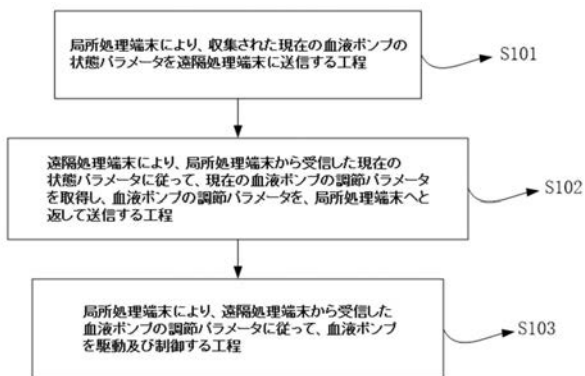 局所処理端末により、収集された現在の血液ポンプの
状態パラメータを遠隔処理端末に送信する工程
S101
遠隔処理端末により、局所処理端末から受信した現在の
状態パラメータに従って、現在の血液ポンプの調節パラメータ
を取得し、血液ポンプの調節パラメータを、局所処理端末へと
返して送信する工程
S102
局所処理端末により、遠隔処理端末から受信した
血液ポンプの調節パラメータに従って、血液ポンプ
を駆動及び制御する工程
S103